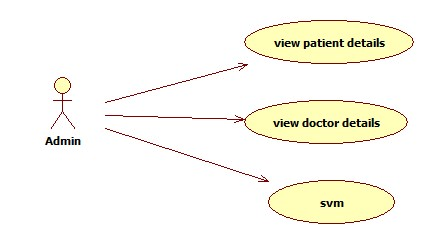 view patient details
view doctor details
Admin
svm